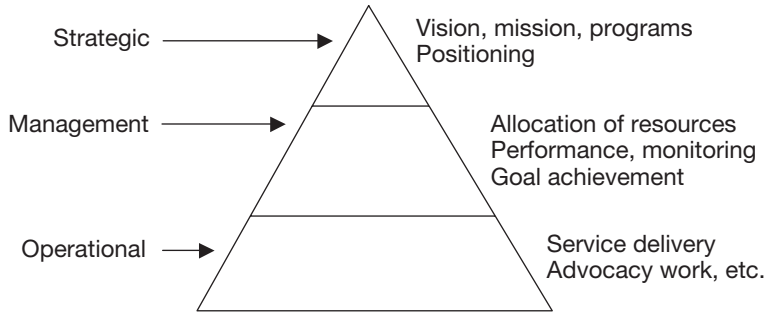 Strategic
Vision, mission, programs
Positioning
Management
Allocation of resources
Performance, monitoring
Goal achievement
Operational
Service delivery
Advocacy work, etc.